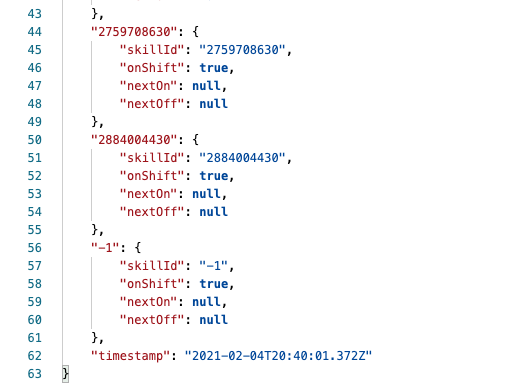 43 },
44 "2759708630": {
45 "skillId": "2759708630",
46 "onShift": true,
47 "nextOn": null,
48 "nextOff": null
49 },
50 "2884004430": {
51 "skillId": "2884004430",
52 "onShift": true,
53 "nextOn": null,
54 "nextOff": null
55 },
56 "-1": {
57 "skillId": "-1",
58 "onShift": true,
59 "nextOn": null,
60 "nextOff": null
61 },
62 "timestamp": "2021-02-04T20:40:01.372Z"
63 }